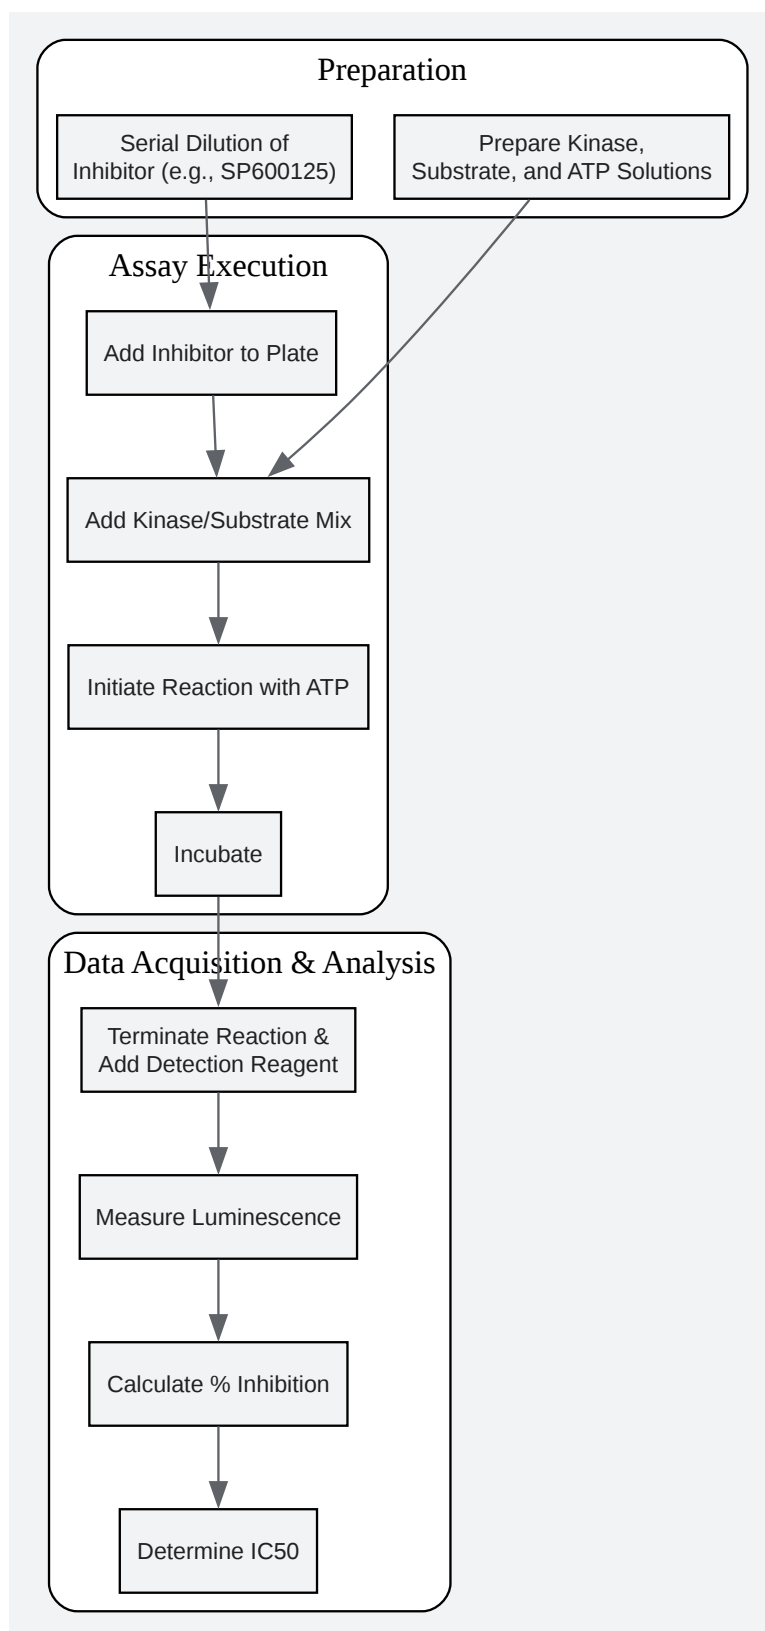 Preparation
Serial Dilution of
Inhibitor (e.g., SP600125)
Prepare Kinase,
Substrate, and ATP Solutions
Assay Execution
Add Inhibitor to Plate
Add Kinase/Substrate Mix
Initiate Reaction with ATP
Incubate
Data Acquisition & Analysis
Terminate Reaction &
Add Detection Reagent
Measure Luminescence
Calculate % Inhibition
Determine IC50